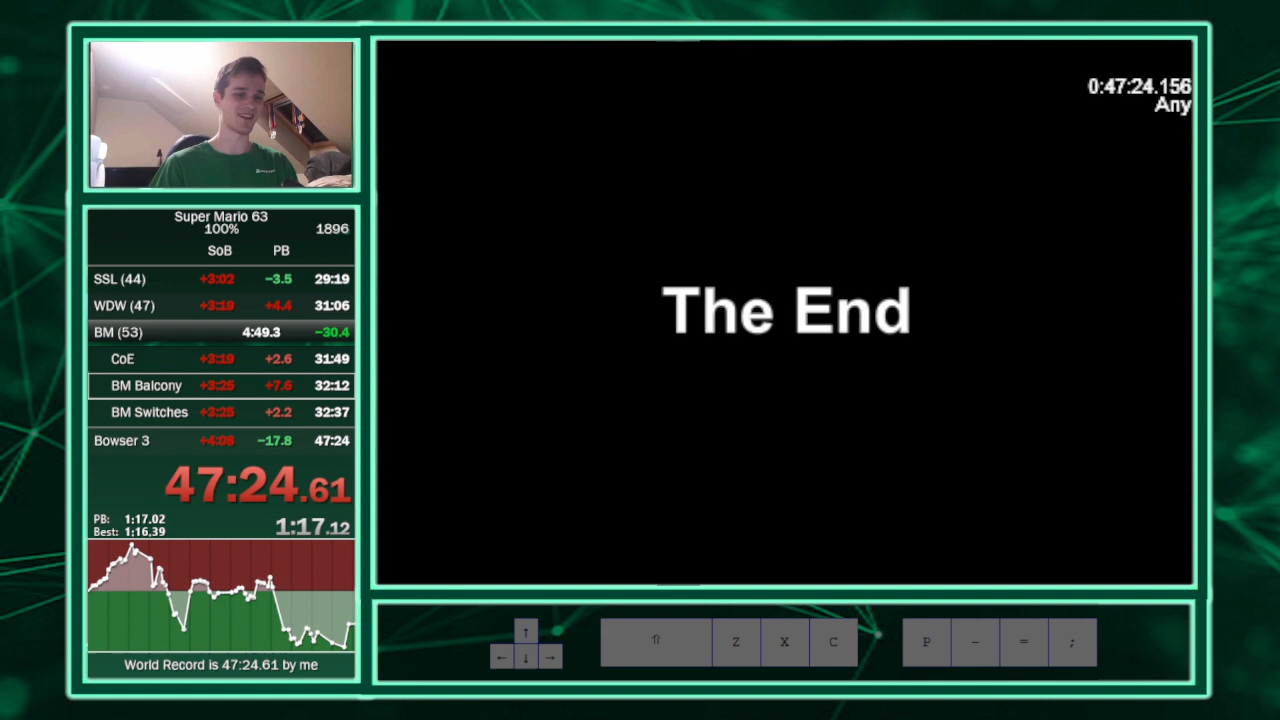 0:47:24.156
Any
The End
Super Mario 63
100% 1896
SoB PB
SSL (44) +3:02 −3.5 29:19
WDW (47) +3:19 +4.4 31:06
BM (53) 4:49.3 −30.4
CoE +3:19 +2.6 31:49
BM Balcony +3:25 +7.6 32:12
BM Switches +3:25 +2.2 32:37
Bowser 3 +4:08 −17.8 47:24
47:24.61
PB: 1:17.02
Best: 1:16.39 1:17.12
World Record is 47:24.61 by me
↑
← ↓ →
⇑ Z X C
P - = ;